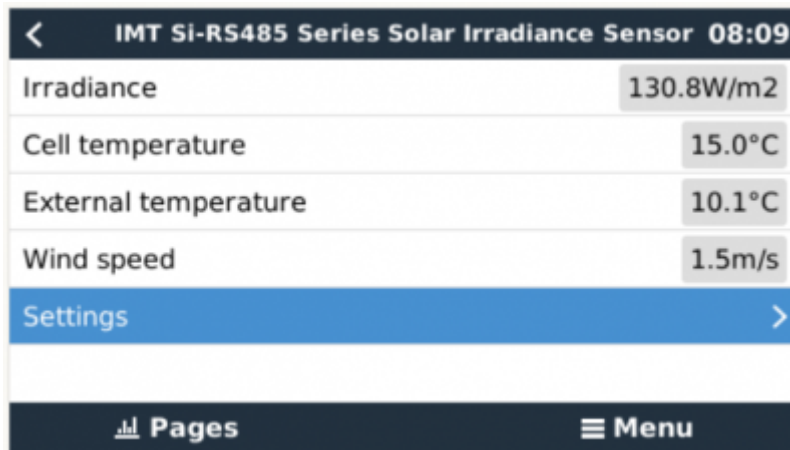 IMT Si-RS485 Series Solar Irradiance Sensor 08:09
Irradiance 130.8W/m2
Cell temperature 15.0°C
External temperature 10.1°C
Wind speed 1.5m/s
Settings
Pages Menu